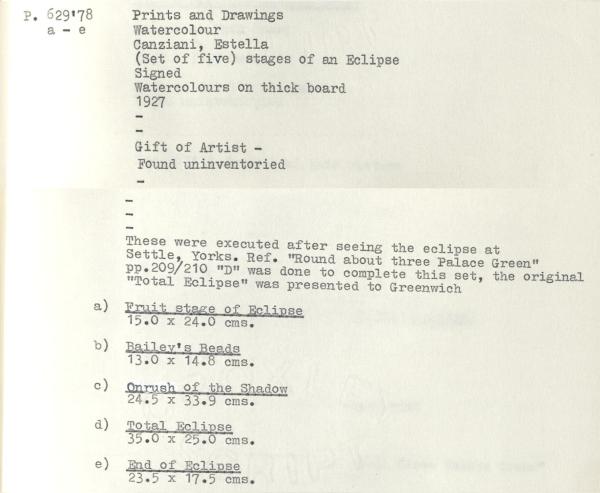 P. 629'78 Prints and Drawings
a - e Watercolour
Canziani, Estella
(Set of five) stages of an Eclipse
Signed
Watercolours on thick board
1927
-
-
Gift of Artist -
Found uninventoried
-
-
-
-
These were executed after seeing the eclipse at
Settle, Yorks. Ref. "Round about three Palace Green"
pp.209/210 "D" was done to complete this set, the original
"Total Eclipse" was presented to Greenwich
a) Fruit stage of Eclipse
15.0 x 24.0 cms.
b) Bailey's Beads
13.0 x 14.8 cms.
c) Onrush of the Shadow
24.5 x 33.9 cms.
d) Total Eclipse
35.0 x 25.0 cms.
e) End of Eclipse
23.5 x 17.5 cms.